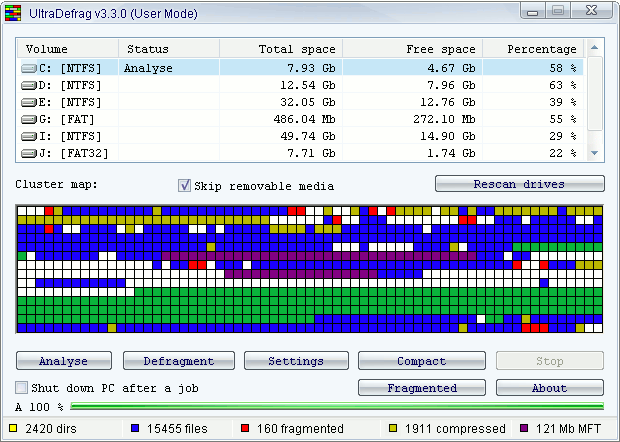 UltraDefrag v3.3.0 (User Mode)
Volume Status Total space Free space Percentage
C: [NTFS] Analyse 7.93 Gb 4.67 Gb 58 %
D: [NTFS] 12.54 Gb 7.96 Gb 63 %
E: [NTFS] 32.05 Gb 12.76 Gb 39 %
G: [FAT] 486.04 Mb 272.10 Mb 55 %
I: [NTFS] 49.74 Gb 14.90 Gb 29 %
J: [FAT32] 7.71 Gb 1.74 Gb 22 %
Cluster map: Skip removable media Rescan drives
Analyse Defragment Settings Compact Stop
Shut down PC after a job Fragmented About
A 100 %
2420 dirs 15455 files 160 fragmented 1911 compressed 121 Mb MFT